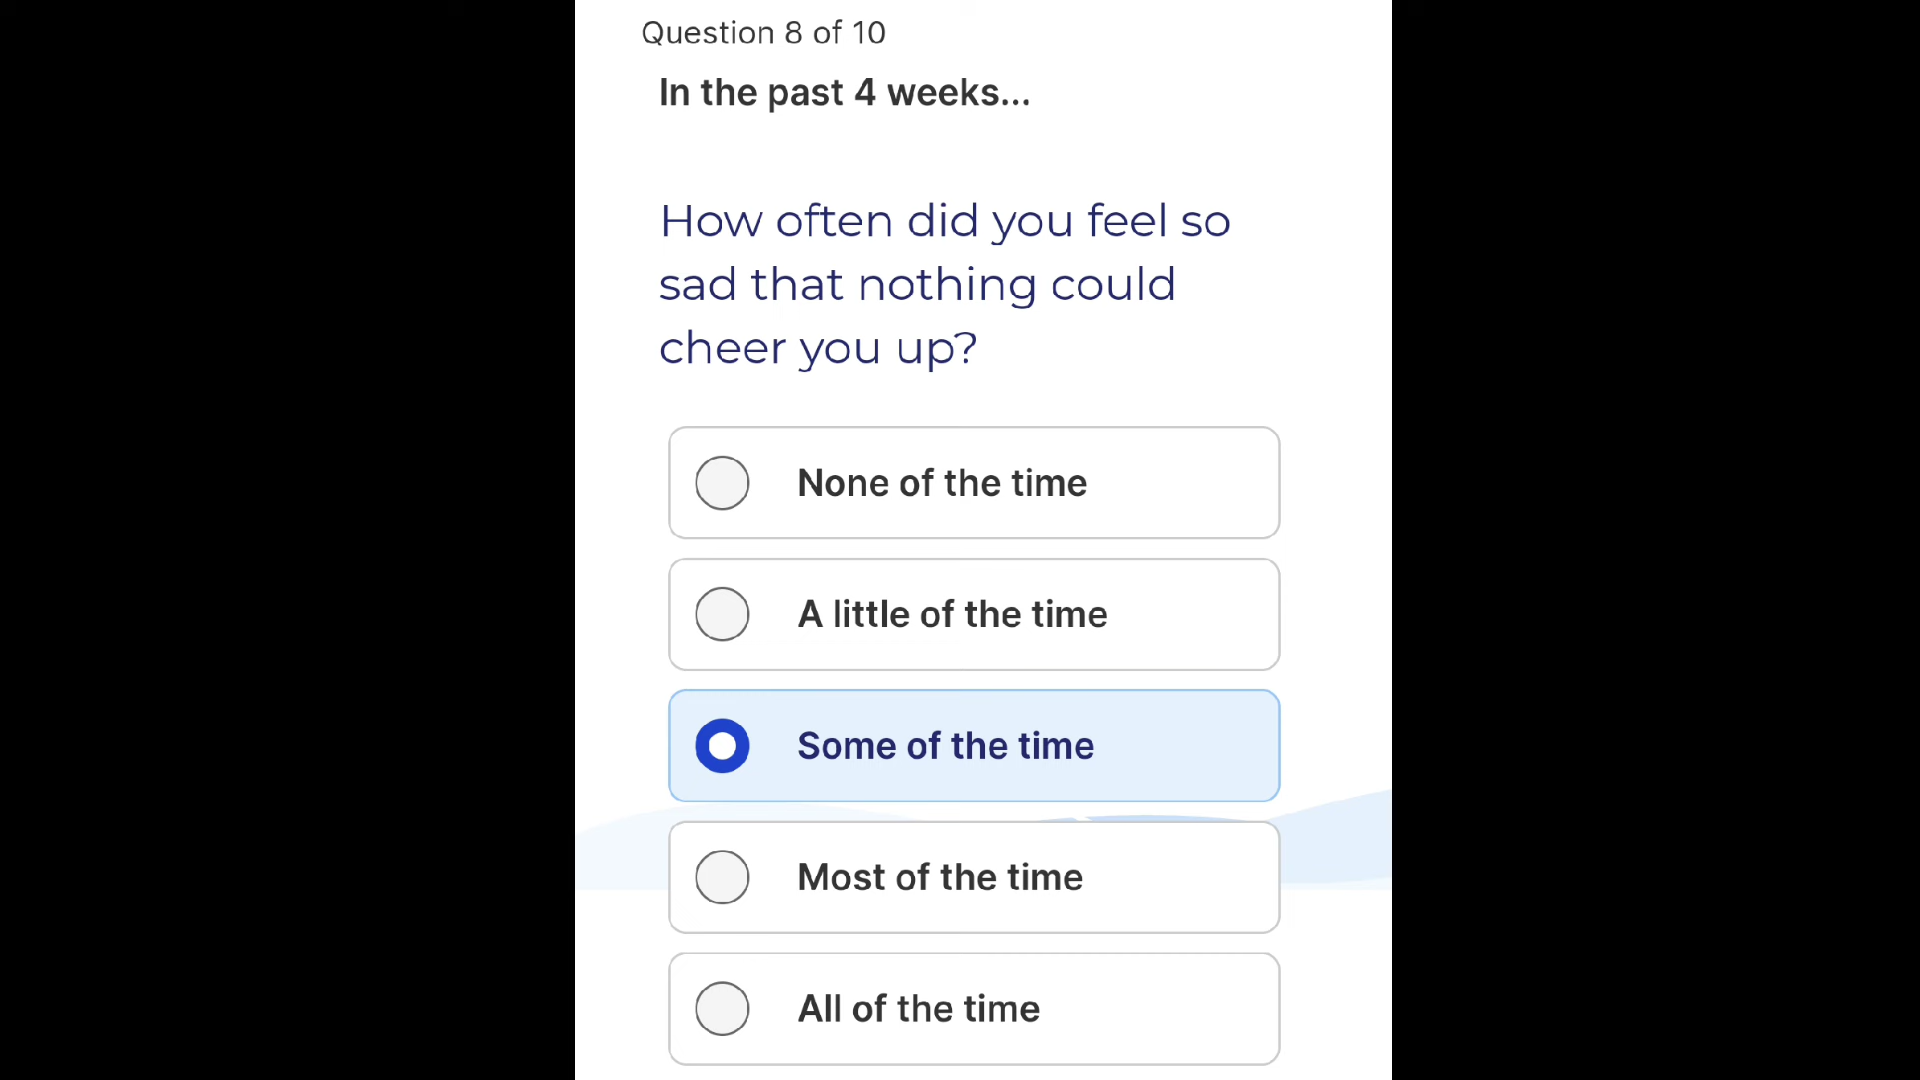 Question 8 of 10
In the past 4 weeks...
How often did you feel so
sad that nothing could
cheer you up?
None of the time
A little of the time
Some of the time
Most of the time
All of the time